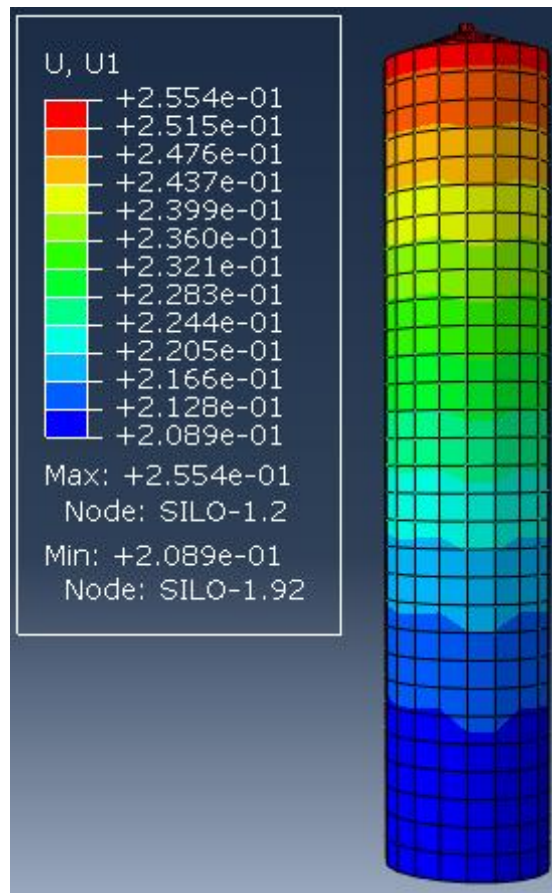 U, U1
+2.554e-01
+2.515e-01
+2.476e-01
+2.437e-01
+2.399e-01
+2.360e-01
+2.321e-01
+2.283e-01
+2.244e-01
+2.205e-01
+2.166e-01
+2.128e-01
+2.089e-01
Max: +2.554e-01
Node: SILO-1.2
Min: +2.089e-01
Node: SILO-1.92